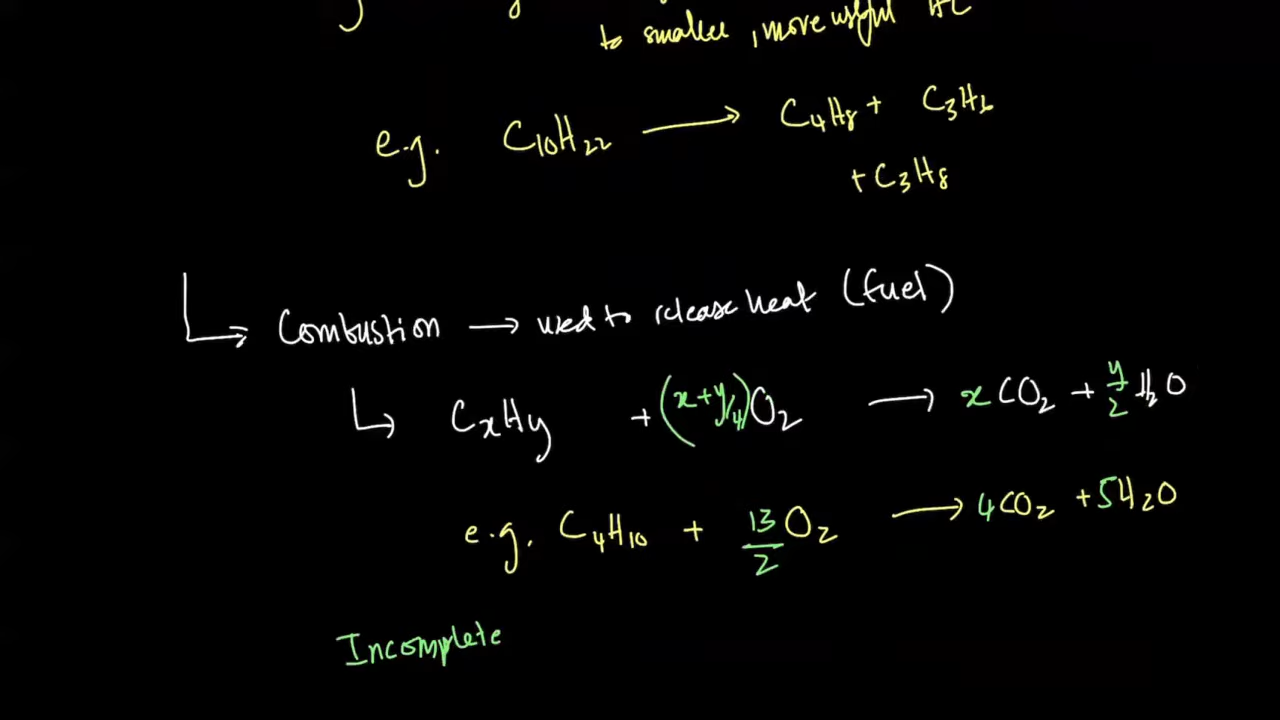 to smaller, more useful HC
e.g. C₁₀H₂₂ ⟶ C₄H₈ + C₃H₆
+ C₃H₈
Combustion → used to release heat (fuel)
CₓHy + (x+y/4)O₂ ⟶ xCO₂ + y/2 H₂O
e.g. C₄H₁₀ + 13/2 O₂ ⟶ 4CO₂ + 5H₂O
Incomplete